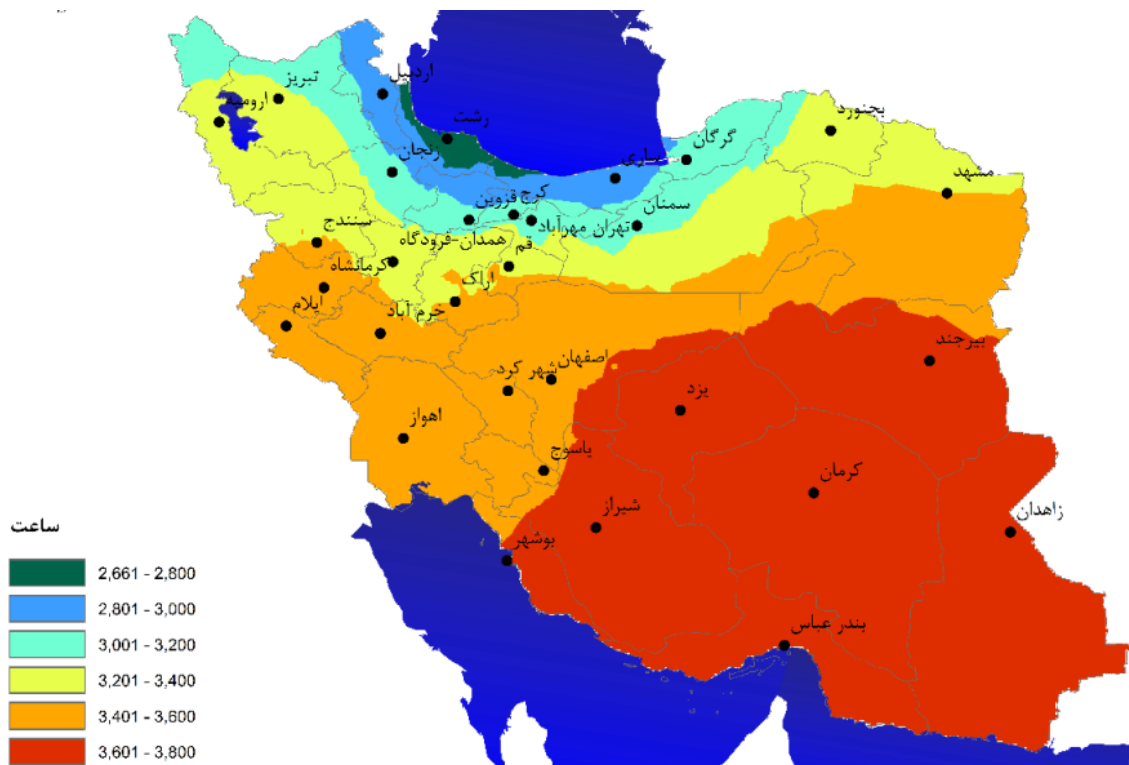 اردبیل
تبریز
ارومیه
رشت
بجنورد
گرگان
ساری
زنجان
مشهد
کرج
قزوین
سمنان
تهران مهرآباد
سنندج
همدان-فرودگاه
قم
کرمانشاه
اراک
ایلام
خرم آباد
بیرجند
اصفهان
شهر کرد
یزد
اهواز
یاسوج
کرمان
شیراز
زاهدان
بوشهر
بندر عباس
ساعت
2,661 - 2,800
2,801 - 3,000
3,001 - 3,200
3,201 - 3,400
3,401 - 3,600
3,601 - 3,800